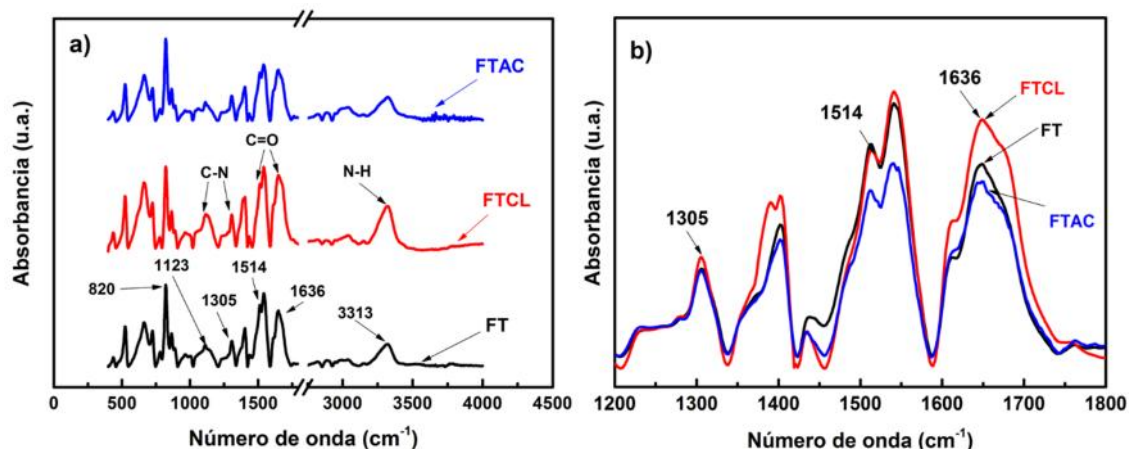 a)
FTAC
C=O
C-N
N-H
FTCL
1123
1514
820
1305
1636
3313
FT
Absorbancia (u.a.)
0 500 1000 1500 3000 3500 4000 4500
Número de onda (cm⁻¹)
b)
1636
FTCL
1514
FT
FTAC
1305
Absorbancia (u.a.)
1200 1300 1400 1500 1600 1700 1800
Número de onda (cm⁻¹)